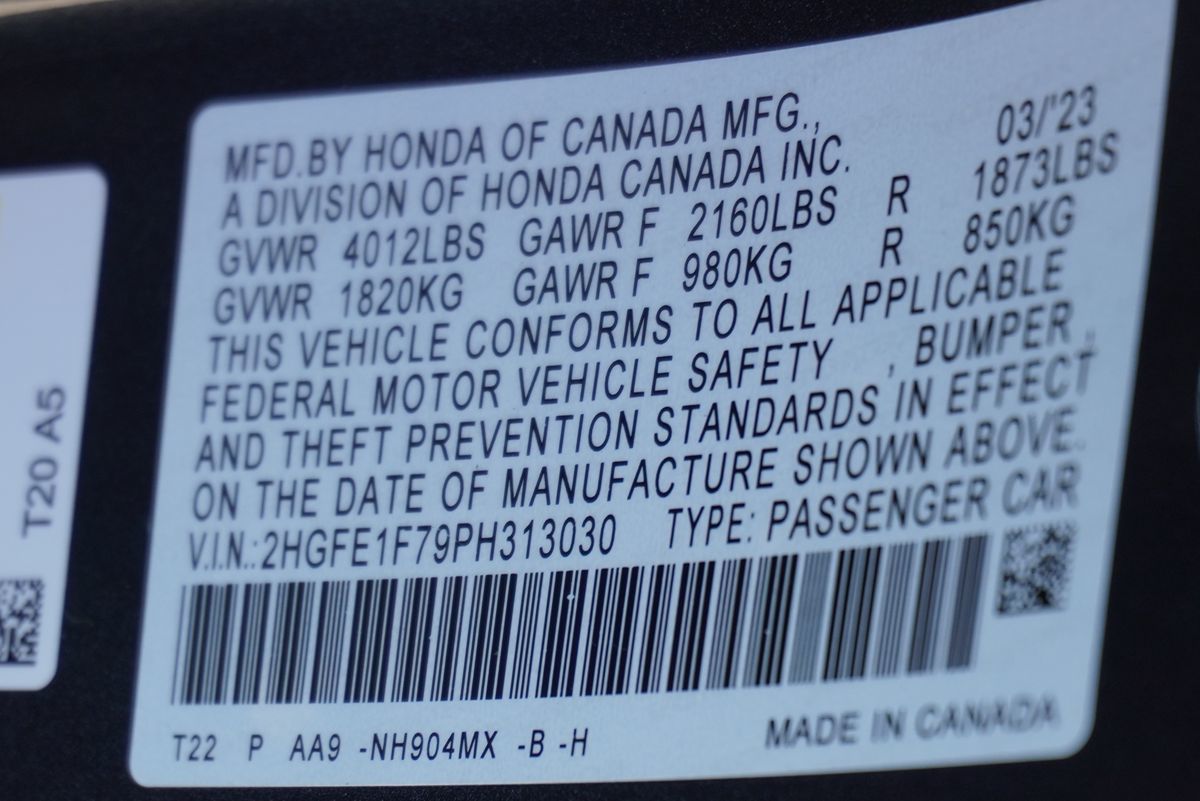 MFD.BY HONDA OF CANADA MFG., 03/'23
A DIVISION OF HONDA CANADA INC.
GVWR 4012LBS GAWR F 2160LBS R 1873LBS
GVWR 1820KG GAWR F 980KG R 850KG
THIS VEHICLE CONFORMS TO ALL APPLICABLE
FEDERAL MOTOR VEHICLE SAFETY , BUMPER ,
AND THEFT PREVENTION STANDARDS IN EFFECT
ON THE DATE OF MANUFACTURE SHOWN ABOVE.
V.I.N.:2HGFE1F79PH313030 TYPE: PASSENGER CAR
T22 P AA9 -NH904MX -B -H MADE IN CANADA
T20 A5